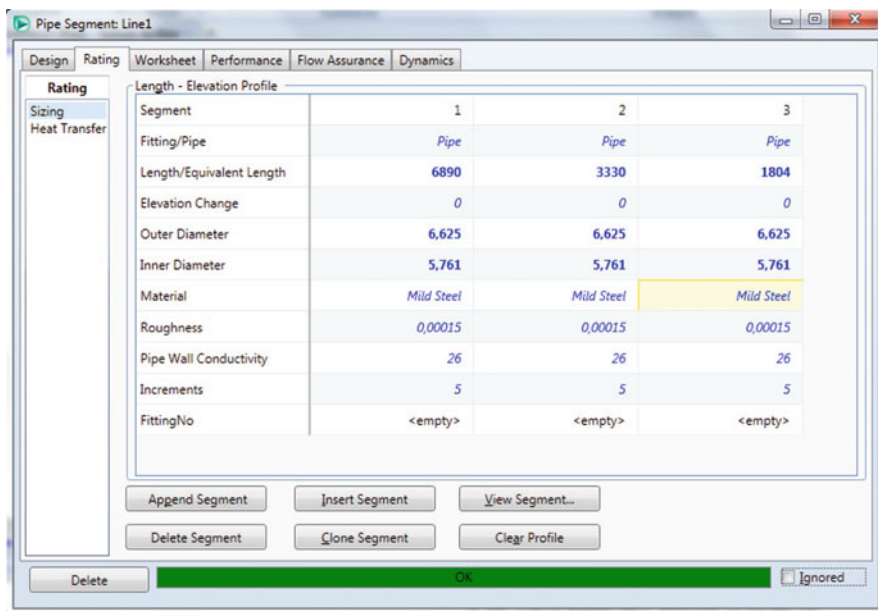 Pipe Segment: Line1
Design Rating Worksheet Performance Flow Assurance Dynamics
Rating
Sizing
Heat Transfer
Length - Elevation Profile
Segment 1 2 3
Fitting/Pipe Pipe Pipe Pipe
Length/Equivalent Length 6890 3330 1804
Elevation Change 0 0 0
Outer Diameter 6,625 6,625 6,625
Inner Diameter 5,761 5,761 5,761
Material Mild Steel Mild Steel Mild Steel
Roughness 0,00015 0,00015 0,00015
Pipe Wall Conductivity 26 26 26
Increments 5 5 5
FittingNo <empty> <empty> <empty>
Append Segment Insert Segment View Segment...
Delete Segment Clone Segment Clear Profile
Delete OK Ignored